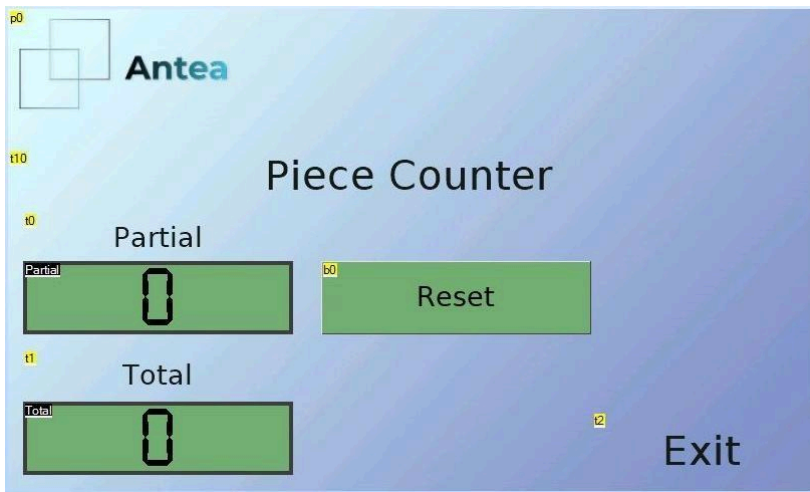 p0
Antea
t10
Piece Counter
t0
Partial
Partial
0
b0
Reset
t1
Total
Total
0
t2
Exit